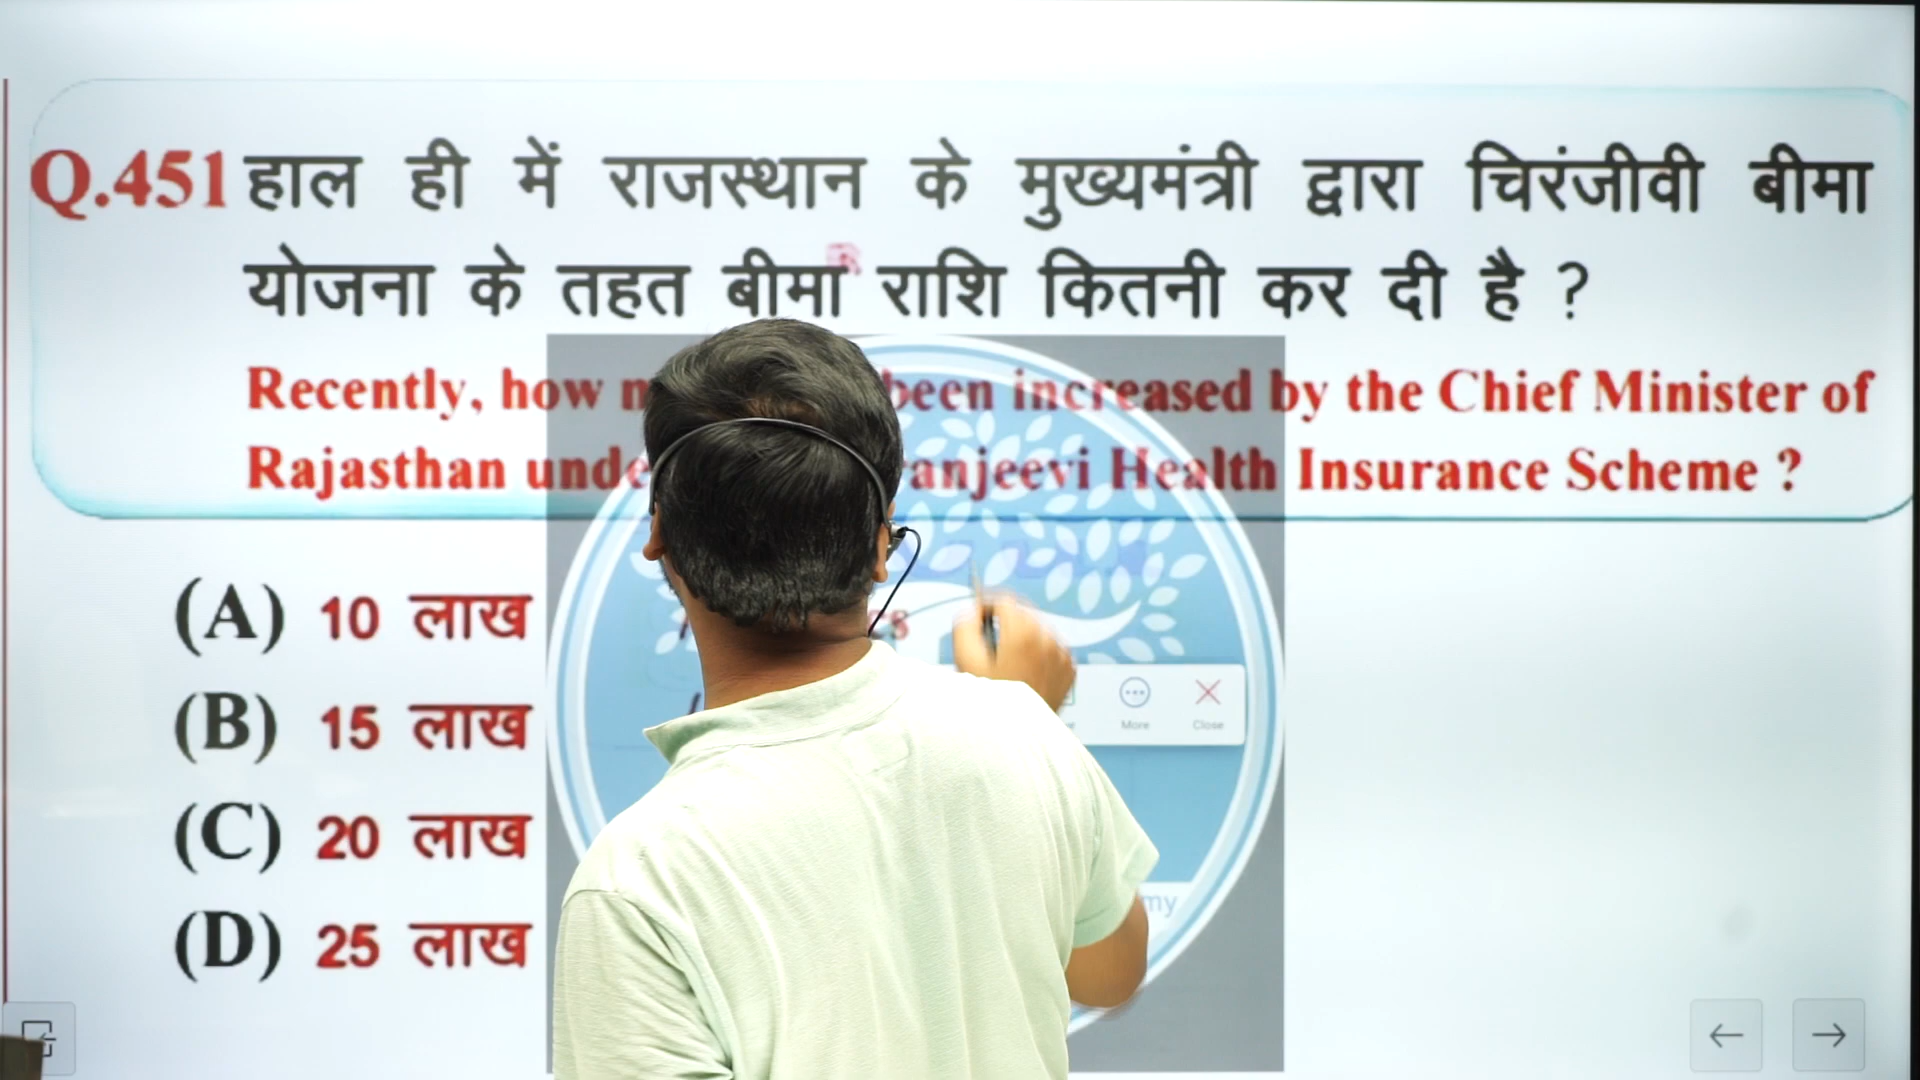 Q.451 हाल ही में राजस्थान के मुख्यमंत्री द्वारा चिरंजीवी बीमा
योजना के तहत बीमा राशि कितनी कर दी है ?
Recently, how been increased by the Chief Minister of
Rajasthan Health Insurance Scheme ?
(A) 10 लाख
(B) 15 लाख
(C) 20 लाख
(D) 25 लाख
More
Close